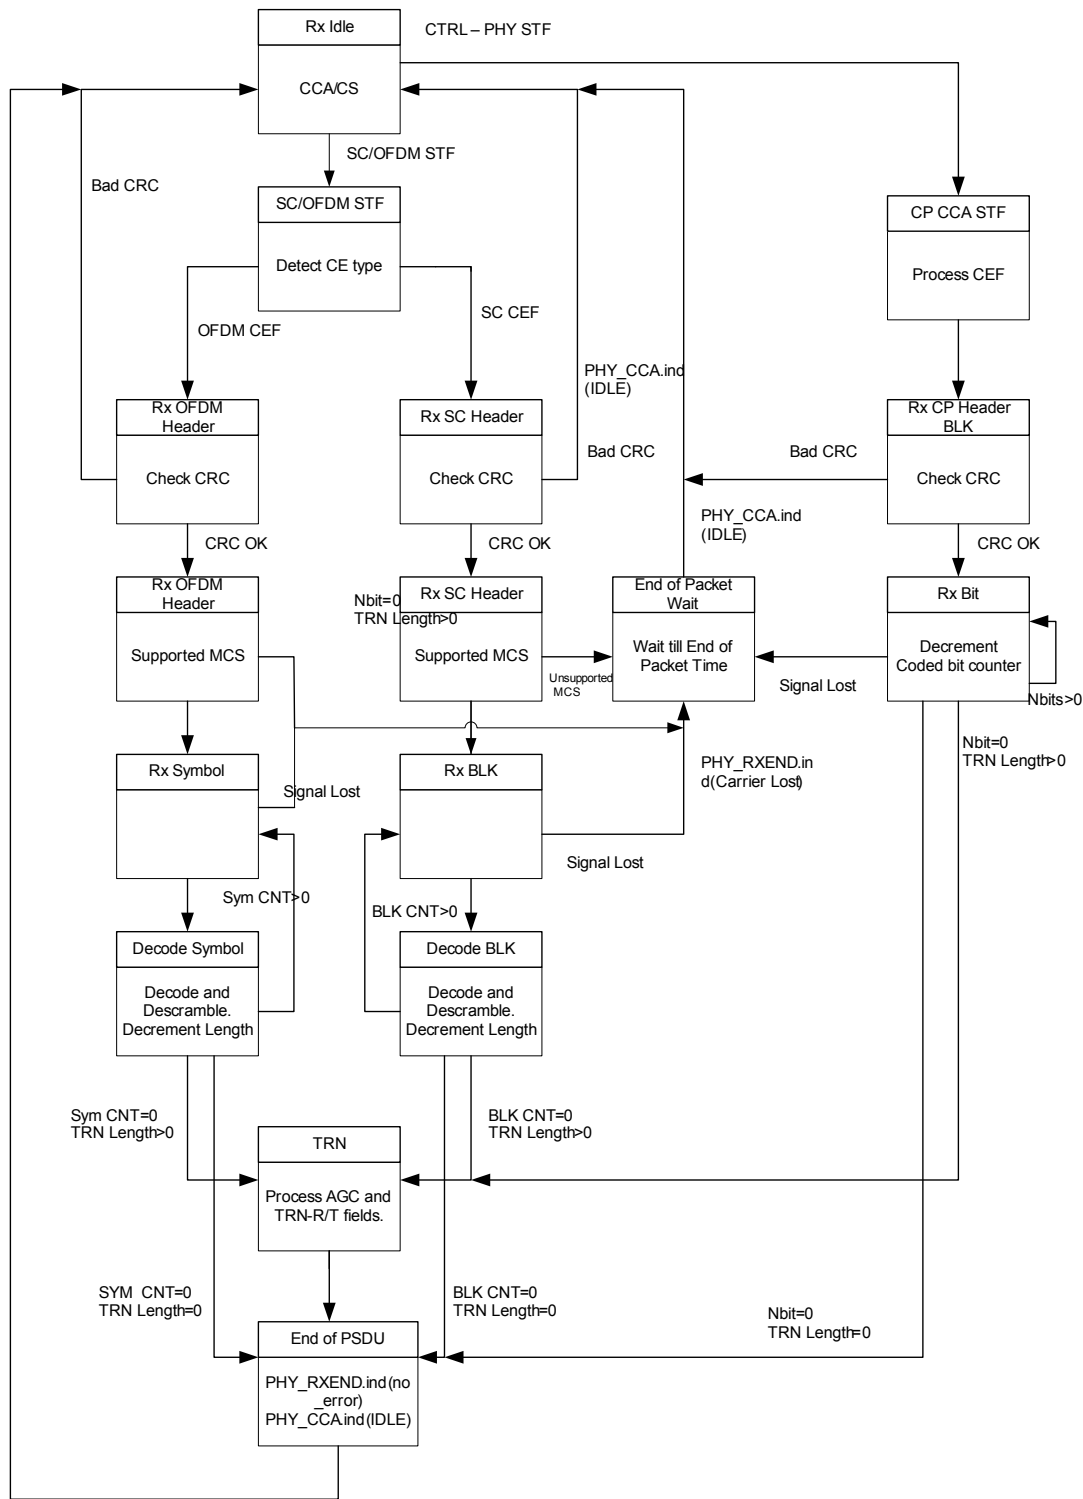 Rx Idle
CTRL – PHY STF
CCA/CS
SC/OFDM STF
Bad CRC
SC/OFDM STF
CP CCA STF
Detect CE type
Process CEF
SC CEF
OFDM CEF
PHY_CCA.ind
(IDLE)
Rx OFDM
Header
Rx SC Header
Rx CP Header
BLK
Bad CRC
Bad CRC
Check CRC
Check CRC
Check CRC
PHY_CCA.ind
(IDLE)
CRC OK
CRC OK
CRC OK
Rx OFDM
Header
Nbit=0
TRN Length>0
Rx SC Header
End of Packet
Wait
Rx Bit
Supported MCS
Supported MCS
Unsupported
MCS
Wait till End of
Packet Time
Signal Lost
Decrement
Coded bit counter
Nbits>0
Nbit=0
TRN Length>0
Rx Symbol
Signal Lost
Rx BLK
PHY_RXEND.in
d(Carrier Lost)
Signal Lost
Sym CNT>0
BLK CNT>0
Decode Symbol
Decode BLK
Decode and
Descramble.
Decrement Length
Decode and
Descramble.
Decrement Length
Sym CNT=0
TRN Length>0
BLK CNT=0
TRN Length>0
TRN
Process AGC and
TRN-R/T fields.
SYM CNT=0
TRN Length=0
BLK CNT=0
TRN Length=0
Nbit=0
TRN Length=0
End of PSDU
PHY_RXEND.ind(no
_error)
PHY_CCA.ind(IDLE)